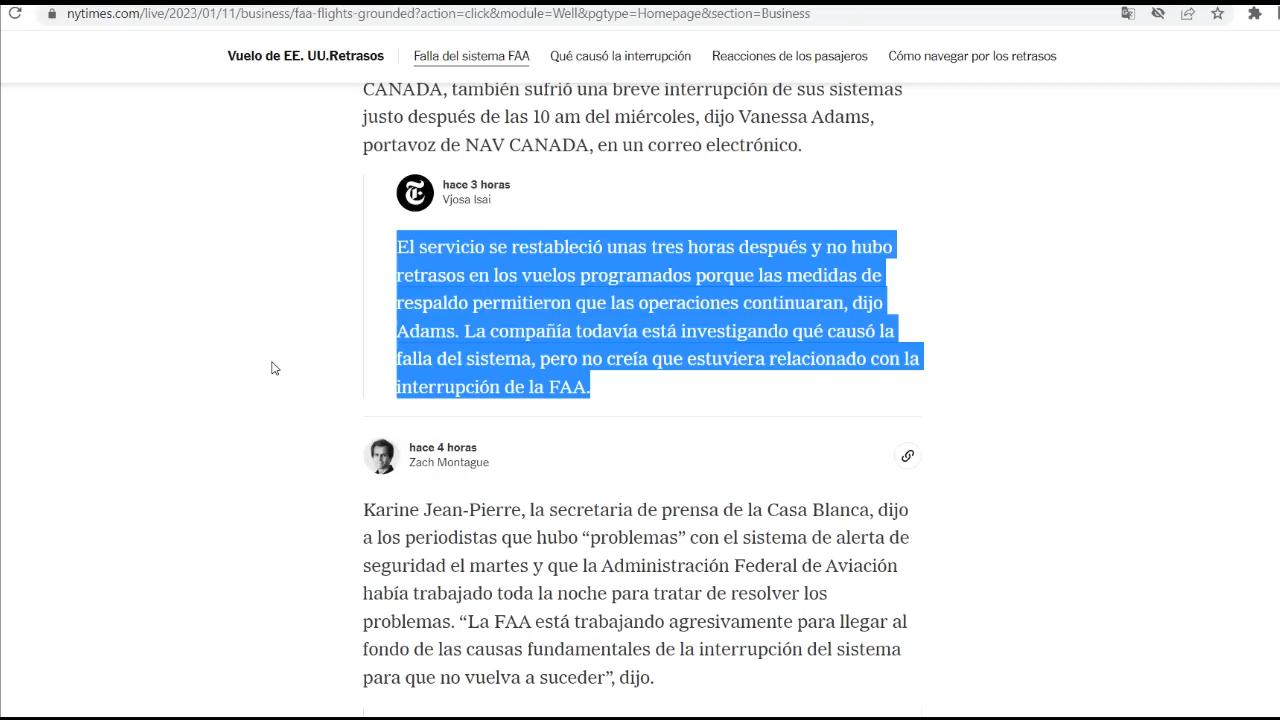 nytimes.com/live/2023/01/11/business/faa-flights-grounded?action=click&module=Well&pgtype=Homepage&section=Business
Vuelo de EE. UU.Retrasos Falla del sistema FAA Qué causó la interrupción Reacciones de los pasajeros Cómo navegar por los retrasos
CANADA, también sufrió una breve interrupción de sus sistemas
justo después de las 10 am del miércoles, dijo Vanessa Adams,
portavoz de NAV CANADA, en un correo electrónico.
hace 3 horas
Vjosa Isai
El servicio se restableció unas tres horas después y no hubo
retrasos en los vuelos programados porque las medidas de
respaldo permitieron que las operaciones continuaran, dijo
Adams. La compañía todavía está investigando qué causó la
falla del sistema, pero no creía que estuviera relacionado con la
interrupción de la FAA.
hace 4 horas
Zach Montague
Karine Jean-Pierre, la secretaria de prensa de la Casa Blanca, dijo
a los periodistas que hubo “problemas” con el sistema de alerta de
seguridad el martes y que la Administración Federal de Aviación
había trabajado toda la noche para tratar de resolver los
problemas. “La FAA está trabajando agresivamente para llegar al
fondo de las causas fundamentales de la interrupción del sistema
para que no vuelva a suceder”, dijo.